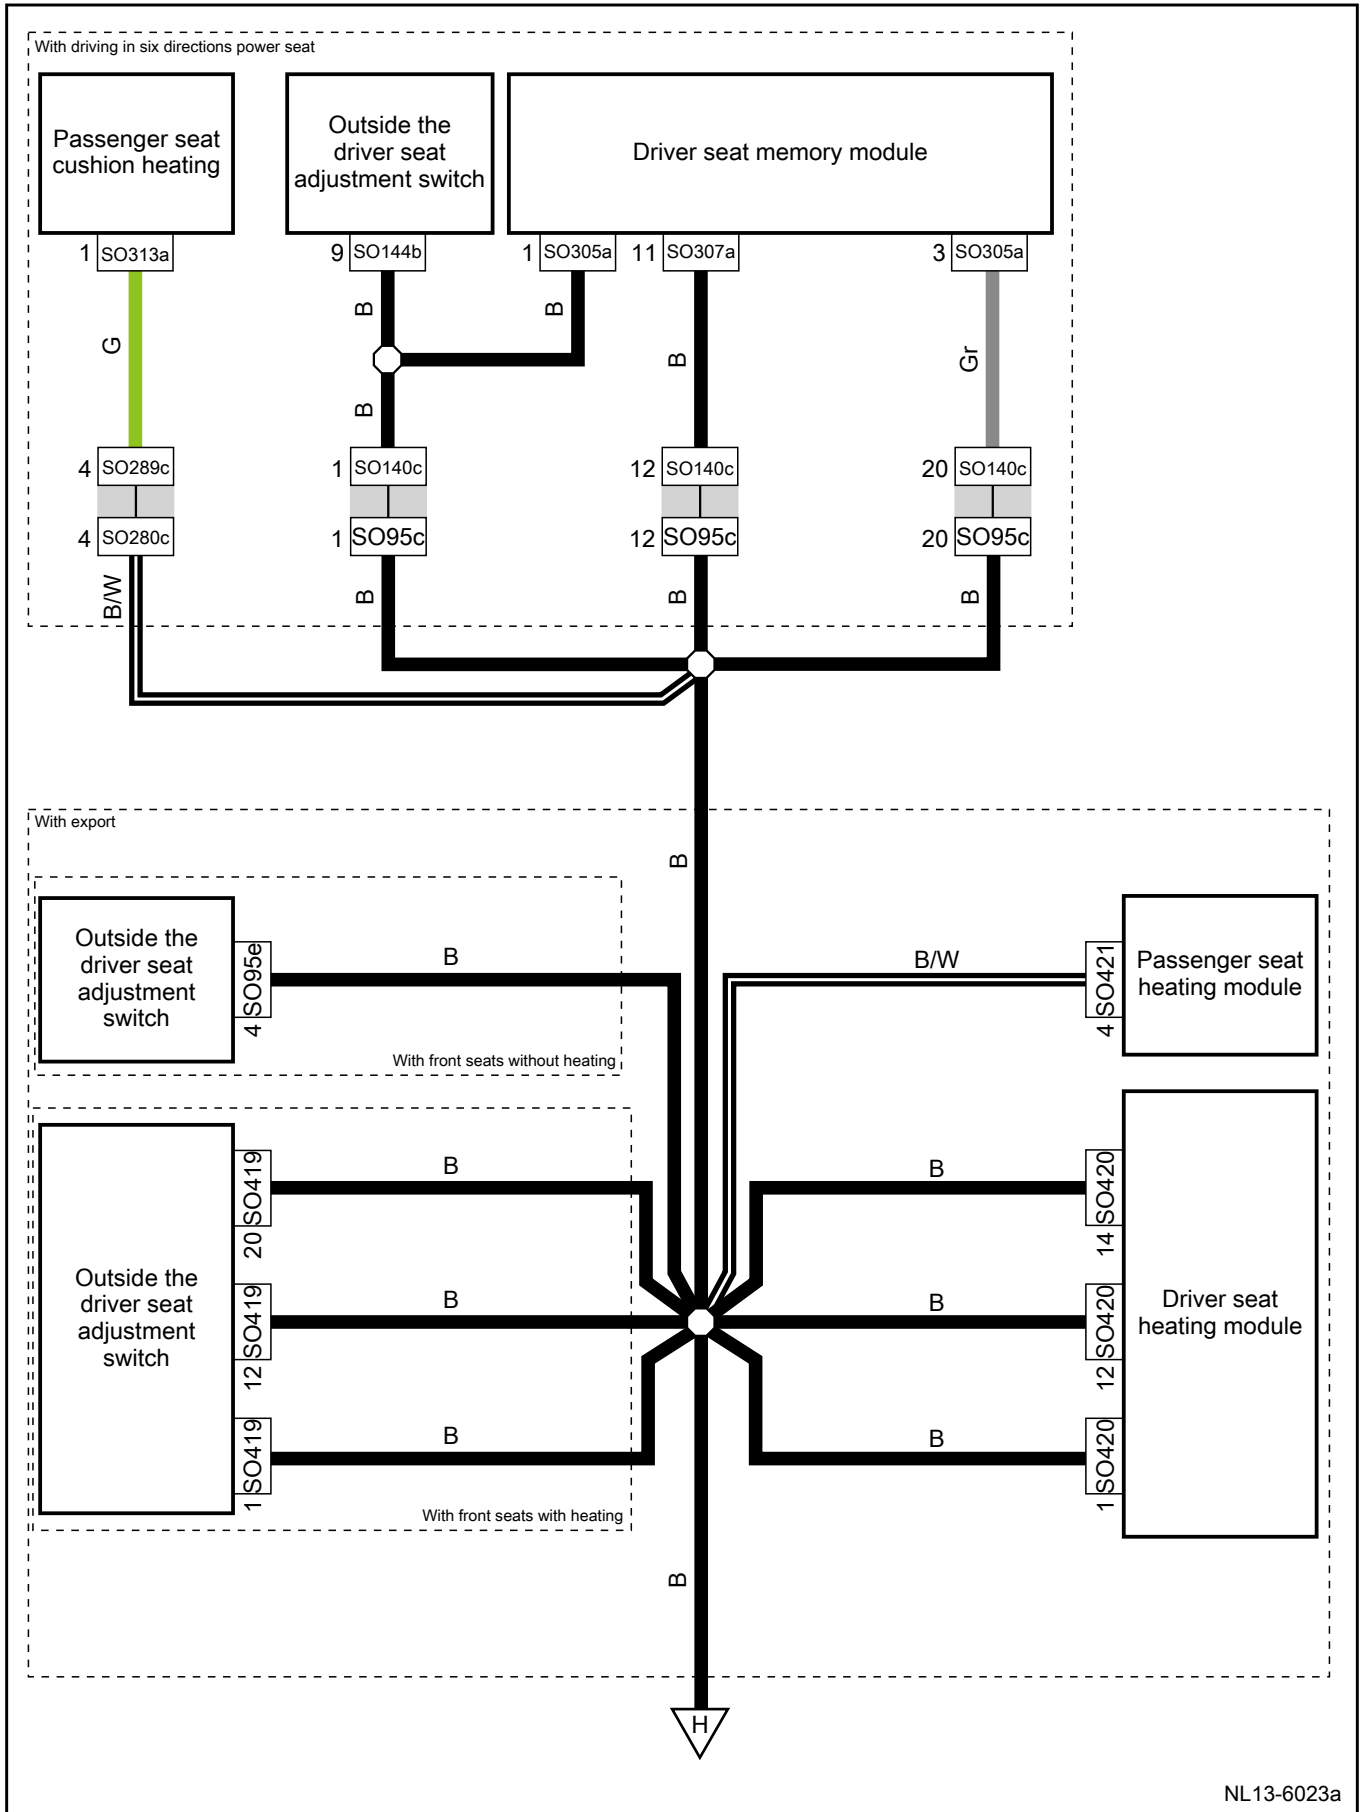 With driving in six directions power seat
Passenger seat
cushion heating
Outside the
driver seat
adjustment switch
Driver seat memory module
1 SO313a
9 SO144b
1 SO305a
11 SO307a
3 SO305a
G
B
B
B
Gr
B
4 SO289c
1 SO140c
12 SO140c
20 SO140c
4 SO280c
1 SO95c
12 SO95c
20 SO95c
B/W
B
B
B
With export
B
Outside the
driver seat
adjustment
switch
4 SO95e
B
With front seats without heating
B/W
4 SO421
Passenger seat
heating module
Outside the
driver seat
adjustment
switch
20 SO419
B
12 SO419
B
1 SO419
B
With front seats with heating
B
14 SO420
B
12 SO420
B
1 SO420
Driver seat
heating module
B
H
NL13-6023a